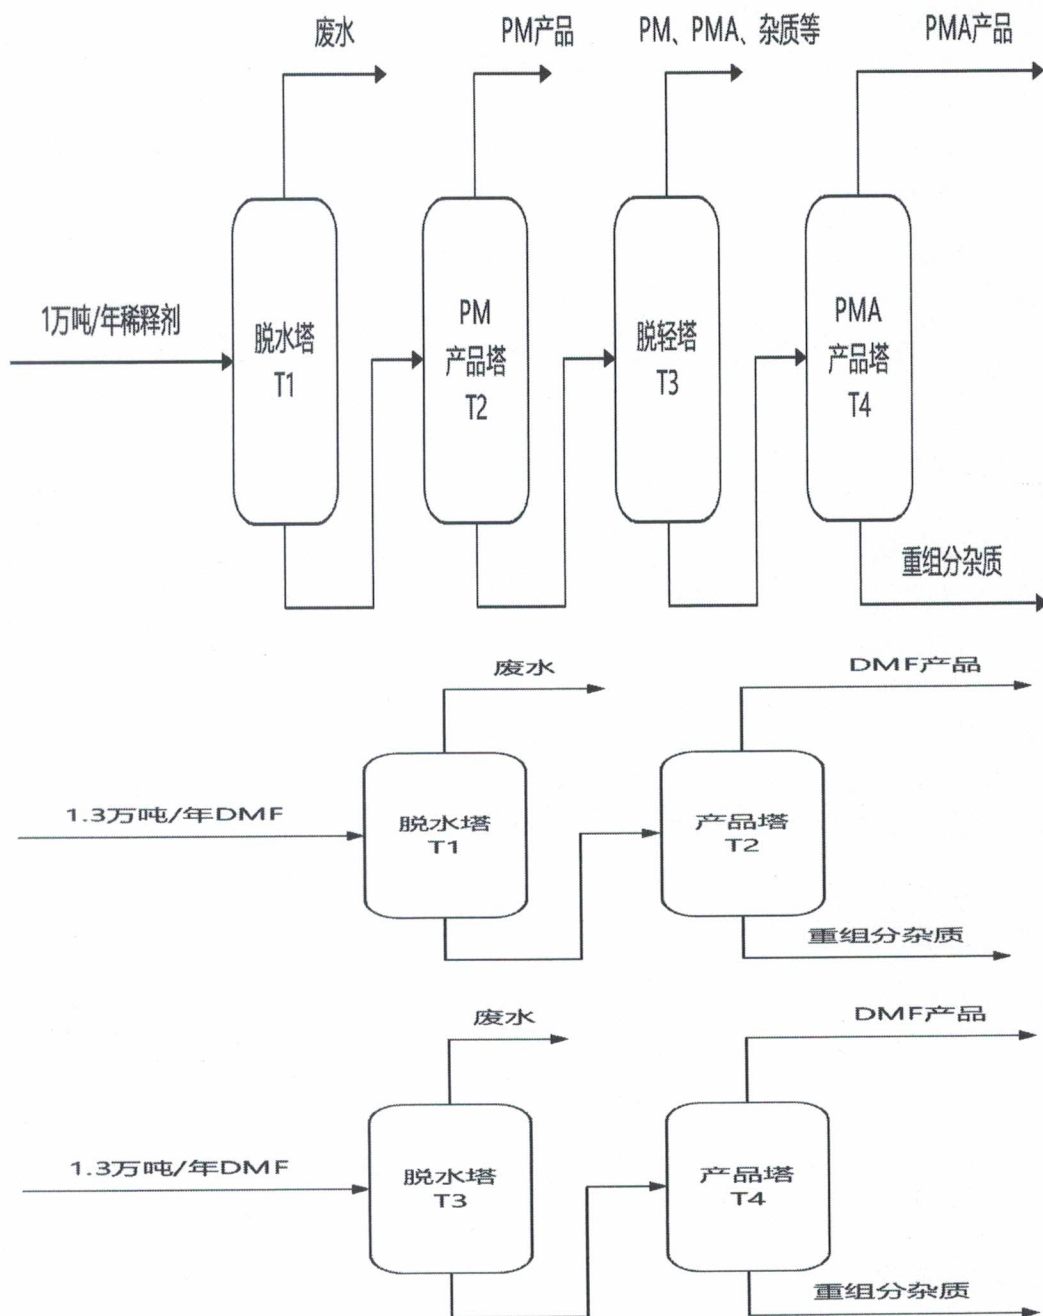 废水
PM产品
PM、PMA、杂质等
PMA产品
1万吨/年稀释剂
脱水塔
T1
PM
产品塔
T2
脱轻塔
T3
PMA
产品塔
T4
重组分杂质
废水
DMF产品
1.3万吨/年DMF
脱水塔
T1
产品塔
T2
重组分杂质
废水
DMF产品
1.3万吨/年DMF
脱水塔
T3
产品塔
T4
重组分杂质